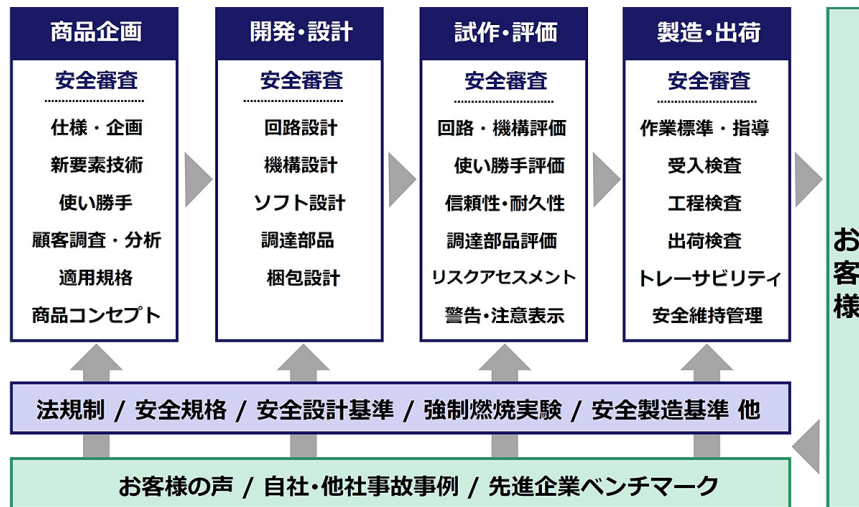 商品企画
安全審査
仕様・企画
新要素技術
使い勝手
顧客調査・分析
適用規格
商品コンセプト
開発・設計
安全審査
回路設計
機構設計
ソフト設計
調達部品
梱包設計
試作・評価
安全審査
回路・機構評価
使い勝手評価
信頼性・耐久性
調達部品評価
リスクアセスメント
警告・注意表示
製造・出荷
安全審査
作業標準・指導
受入検査
工程検査
出荷検査
トレーサビリティ
安全維持管理
お客様
法規制 / 安全規格 / 安全設計基準 / 強制燃焼実験 / 安全製造基準 他
お客様の声 / 自社・他社事故事例 / 先進企業ベンチマーク